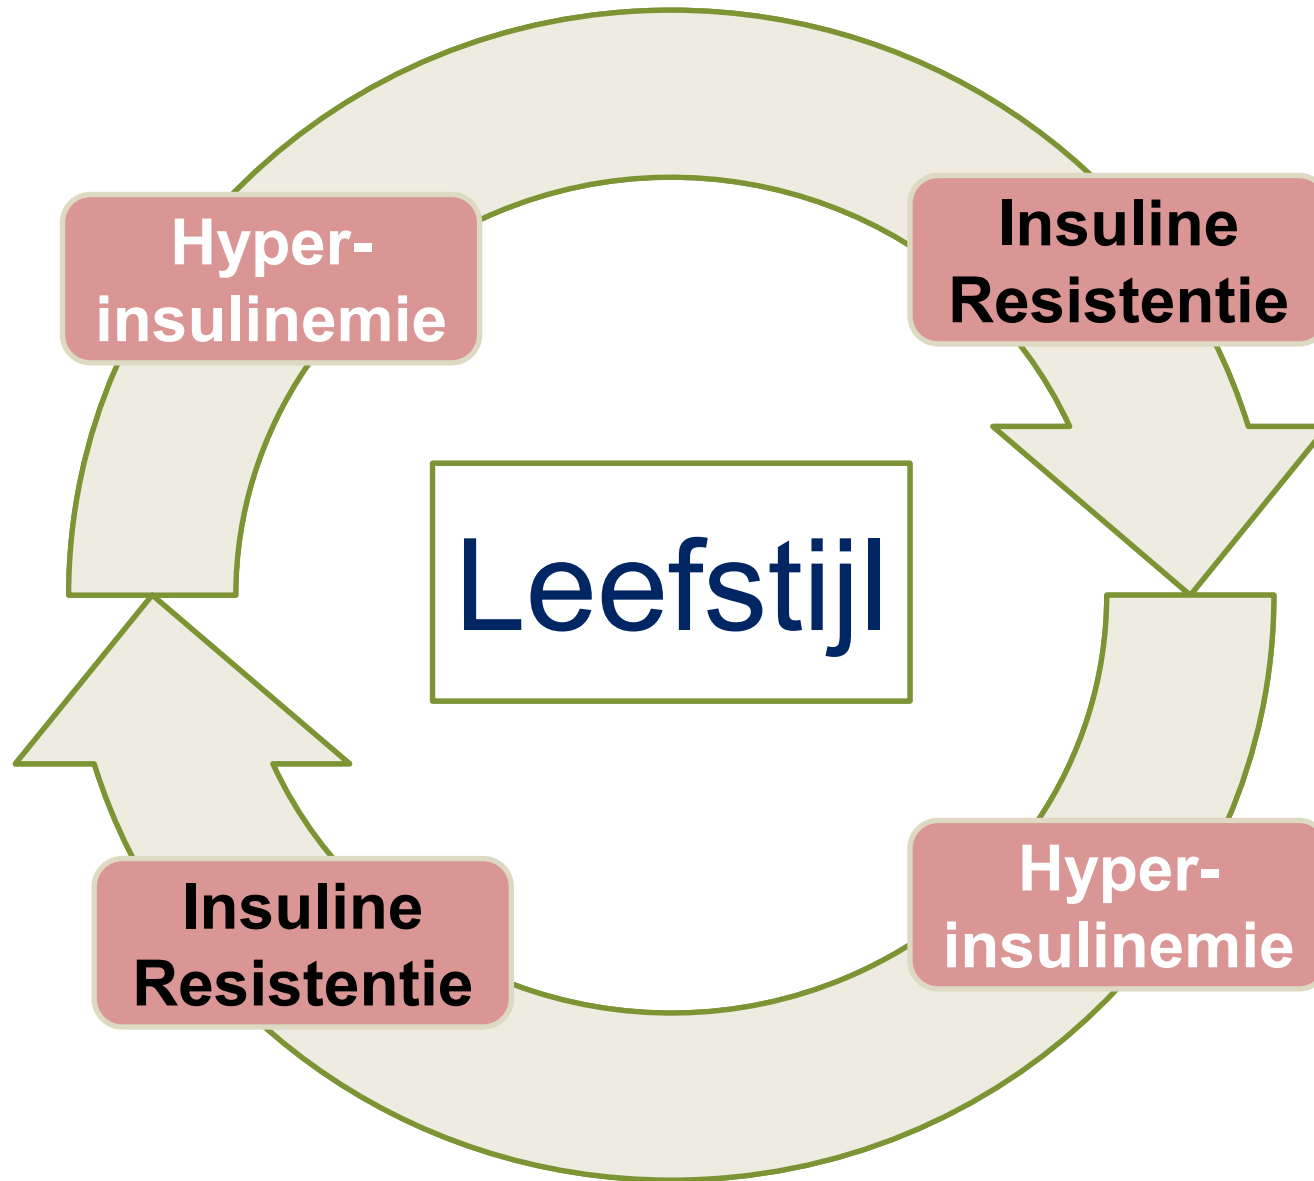 Hyper-
insulinemie
Insuline
Resistentie
Leefstijl
Insuline
Resistentie
Hyper-
insulinemie